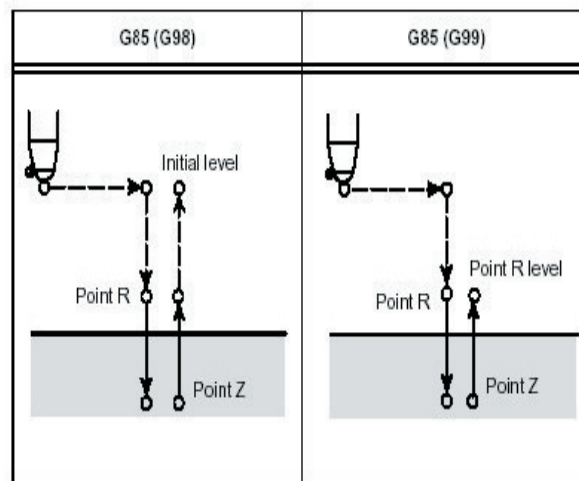 G85 (G98)
G85 (G99)
Initial level
Point R
Point Z
Point R level
Point R
Point Z